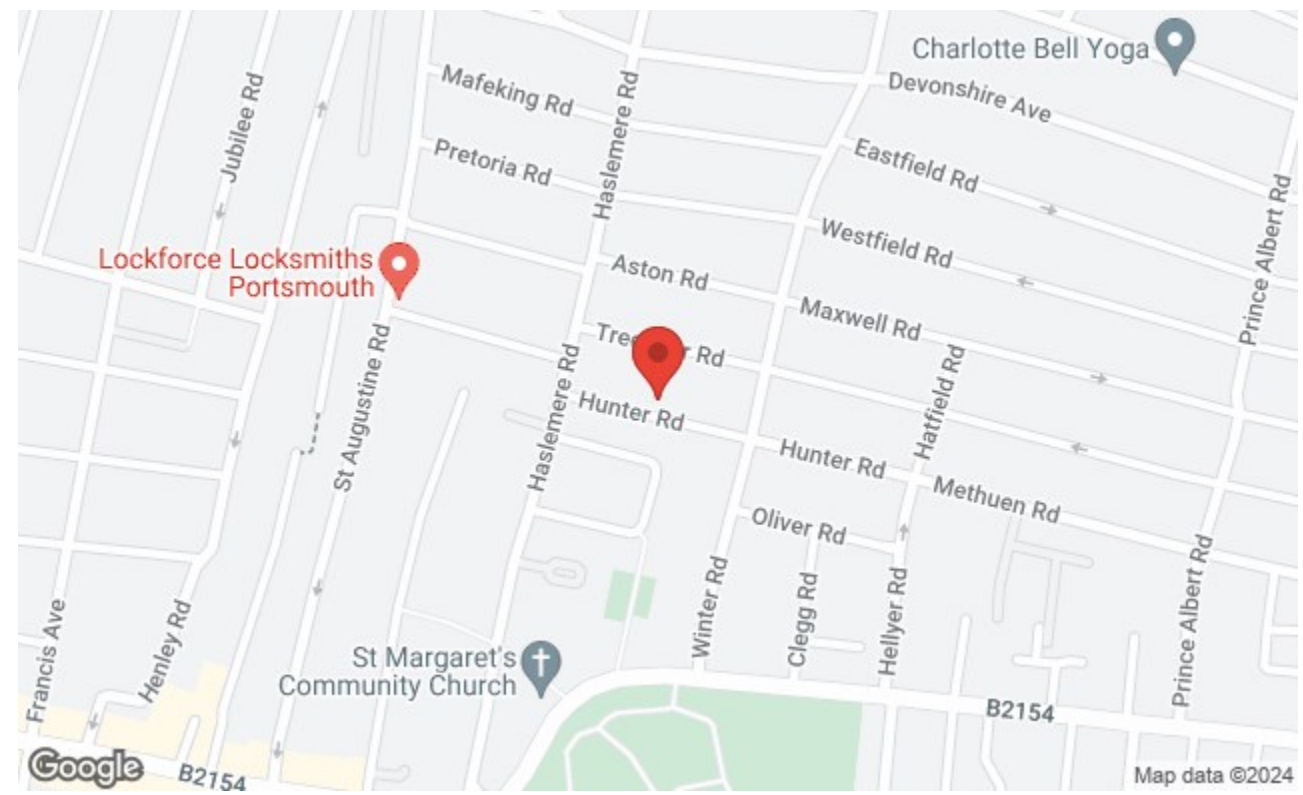 Charlotte Bell Yoga
Devonshire Ave
Mafeking Rd
Jubilee Rd
Haslemere Rd
Pretoria Rd
Eastfield Rd
Prince Albert Rd
Westfield Rd
Lockforce Locksmiths
Portsmouth
Aston Rd
Maxwell Rd
Rd
St Augustine Rd
Haslemere Rd
Hunter Rd
Hatfield Rd
Hunter Rd
Methuen Rd
Oliver Rd
Winter Rd
Clegg Rd
Hellyer Rd
Prince Albert Rd
Francis Ave
Henley Rd
St Margaret's
Community Church
B2154
B2154
Google
Map data ©2024